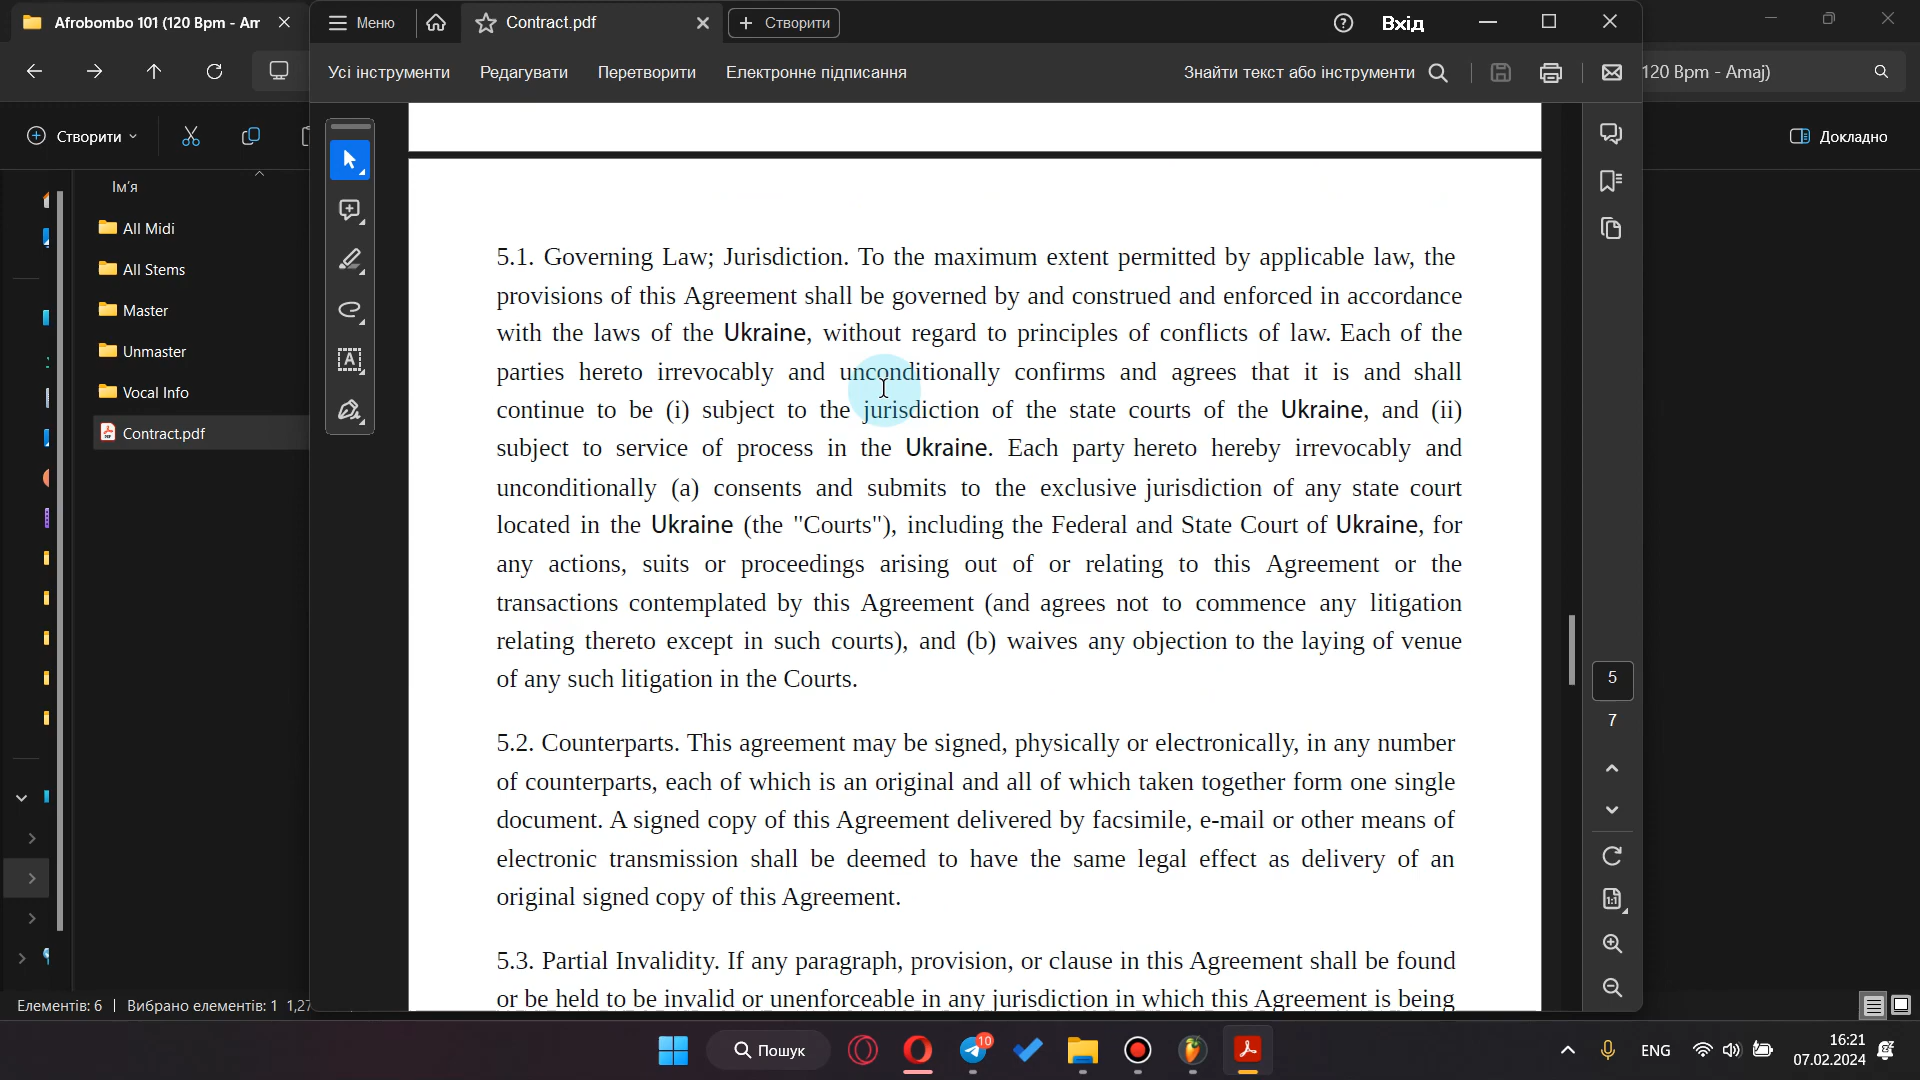 Afrobombo 101 (120 Bpm - Am
Меню
Contract.pdf
Створити
Вхід
Усі інструменти
Редагувати
Перетворити
Електронне підписання
Знайти текст або інструменти
120 Bpm - Amaj)
Створити
Докладно
Ім'я
All Midi
All Stems
Master
Unmaster
Vocal Info
Contract.pdf
5.1. Governing Law; Jurisdiction. To the maximum extent permitted by applicable law, the
provisions of this Agreement shall be governed by and construed and enforced in accordance
with the laws of the Ukraine, without regard to principles of conflicts of law. Each of the
parties hereto irrevocably and unconditionally confirms and agrees that it is and shall
continue to be (i) subject to the jurisdiction of the state courts of the Ukraine, and (ii)
subject to service of process in the Ukraine. Each party hereto hereby irrevocably and
unconditionally (a) consents and submits to the exclusive jurisdiction of any state court
located in the Ukraine (the "Courts"), including the Federal and State Court of Ukraine, for
any actions, suits or proceedings arising out of or relating to this Agreement or the
transactions contemplated by this Agreement (and agrees not to commence any litigation
relating thereto except in such courts), and (b) waives any objection to the laying of venue
of any such litigation in the Courts.
5.2. Counterparts. This agreement may be signed, physically or electronically, in any number
of counterparts, each of which is an original and all of which taken together form one single
document. A signed copy of this Agreement delivered by facsimile, e-mail or other means of
electronic transmission shall be deemed to have the same legal effect as delivery of an
original signed copy of this Agreement.
5.3. Partial Invalidity. If any paragraph, provision, or clause in this Agreement shall be found
or be held to be invalid or unenforceable in any jurisdiction in which this Agreement is being
5
7
1:1
Елементів: 6
Вибрано елементів: 1 1,27
Пошук
10
ENG
16:21
07.02.2024